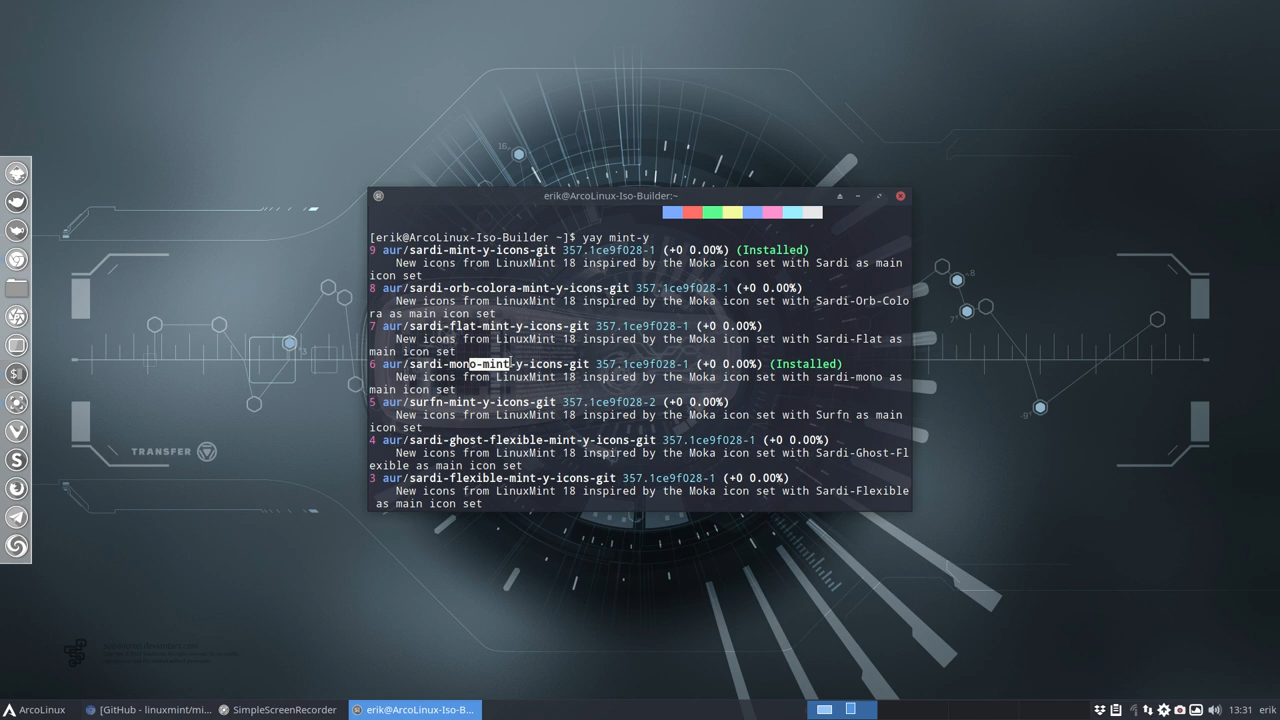 16
erik@ArcoLinux-Iso-Builder:~
[erik@ArcoLinux-Iso-Builder ~]$ yay mint-y
9 aur/sardi-mint-y-icons-git 357.1ce9f028-1 (+0 0.00%) (Installed)
New icons from LinuxMint 18 inspired by the Moka icon set with Sardi as main
icon set
8 aur/sardi-orb-colora-mint-y-icons-git 357.1ce9f028-1 (+0 0.00%)
New icons from LinuxMint 18 inspired by the Moka icon set with Sardi-Orb-Colo
ra as main icon set
7 aur/sardi-flat-mint-y-icons-git 357.1ce9f028-1 (+0 0.00%)
New icons from LinuxMint 18 inspired by the Moka icon set with Sardi-Flat as
main icon set
6 aur/sardi-mono-mint-y-icons-git 357.1ce9f028-1 (+0 0.00%) (Installed)
New icons from LinuxMint 18 inspired by the Moka icon set with sardi-mono as
main icon set
5 aur/surfn-mint-y-icons-git 357.1ce9f028-2 (+0 0.00%)
New icons from LinuxMint 18 inspired by the Moka icon set with Surfn as main
icon set
4 aur/sardi-ghost-flexible-mint-y-icons-git 357.1ce9f028-1 (+0 0.00%)
New icons from LinuxMint 18 inspired by the Moka icon set with Sardi-Ghost-Fl
exible as main icon set
3 aur/sardi-flexible-mint-y-icons-git 357.1ce9f028-1 (+0 0.00%)
New icons from LinuxMint 18 inspired by the Moka icon set with Sardi-Flexible
as main icon set
TRANSFER
ArcoLinux
[GitHub - linuxmint/mi...
SimpleScreenRecorder
erik@ArcoLinux-Iso-B...
13:31 erik